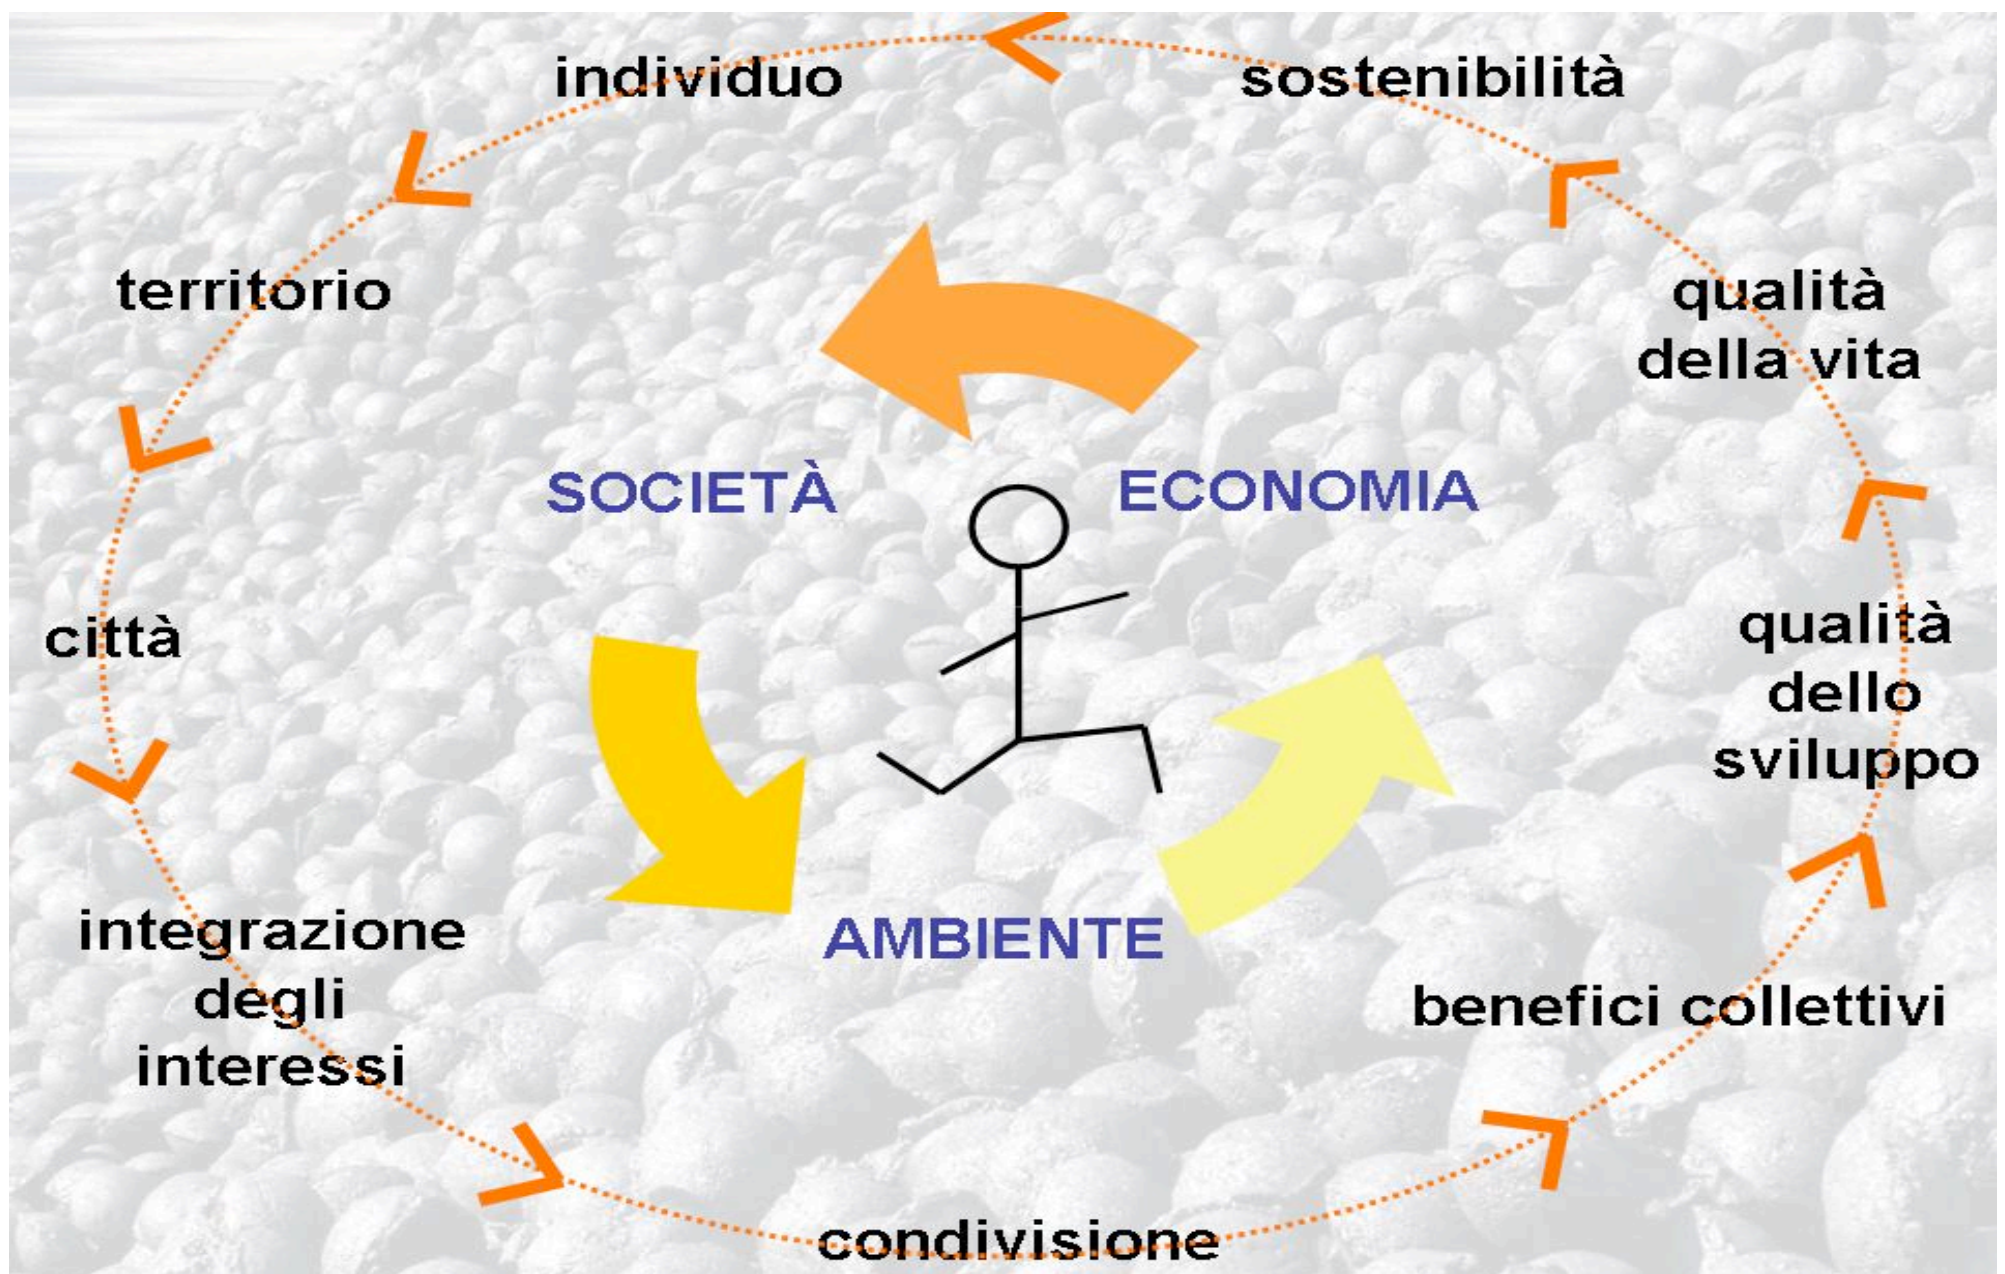 individuo
sostenibilità
territorio
qualità
della vita
SOCIETÀ
ECONOMIA
città
qualità
dello
sviluppo
integrazione
degli
interessi
AMBIENTE
benefici collettivi
condivisione